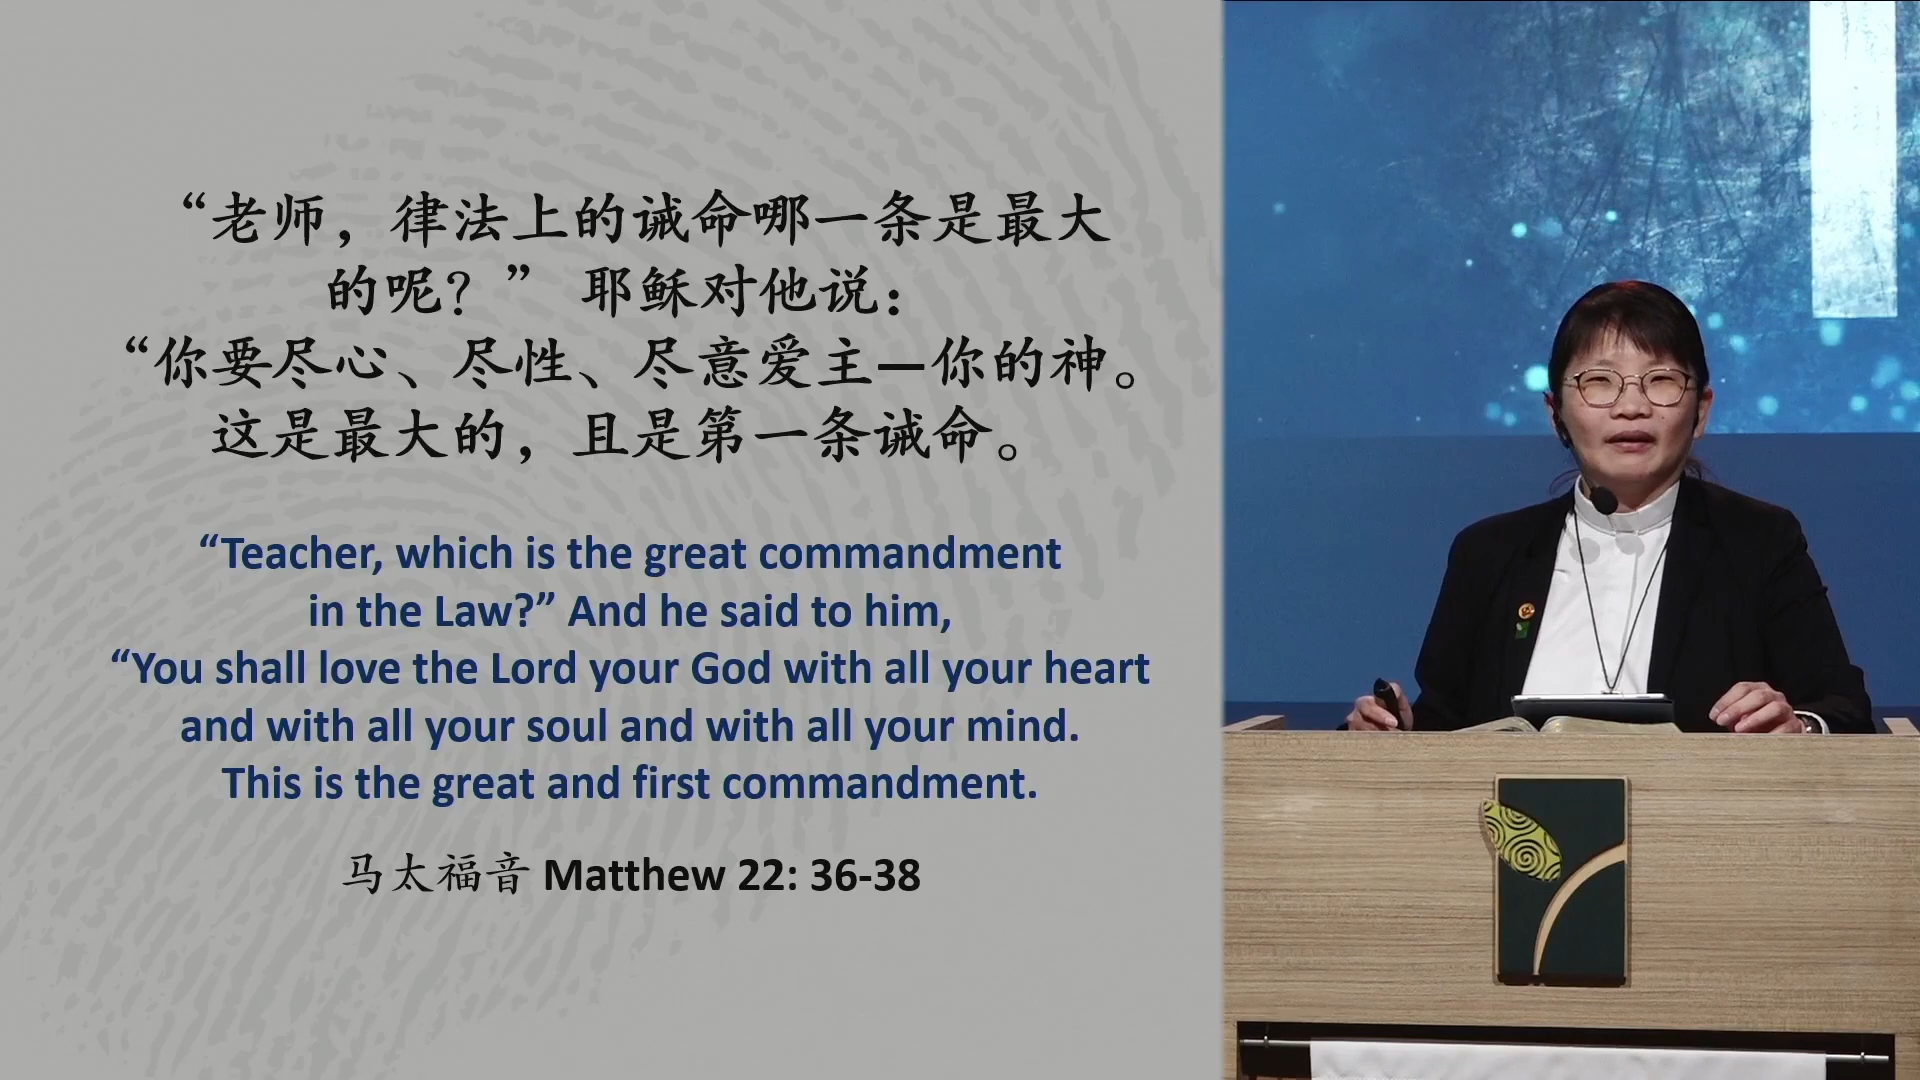 “老师，律法上的诫命哪一条是最大
的呢？” 耶稣对他说：
“你要尽心、尽性、尽意爱主—你的神。
这是最大的，且是第一条诫命。
“Teacher, which is the great commandment
in the Law?” And he said to him,
“You shall love the Lord your God with all your heart
and with all your soul and with all your mind.
This is the great and first commandment.
马太福音 Matthew 22: 36-38